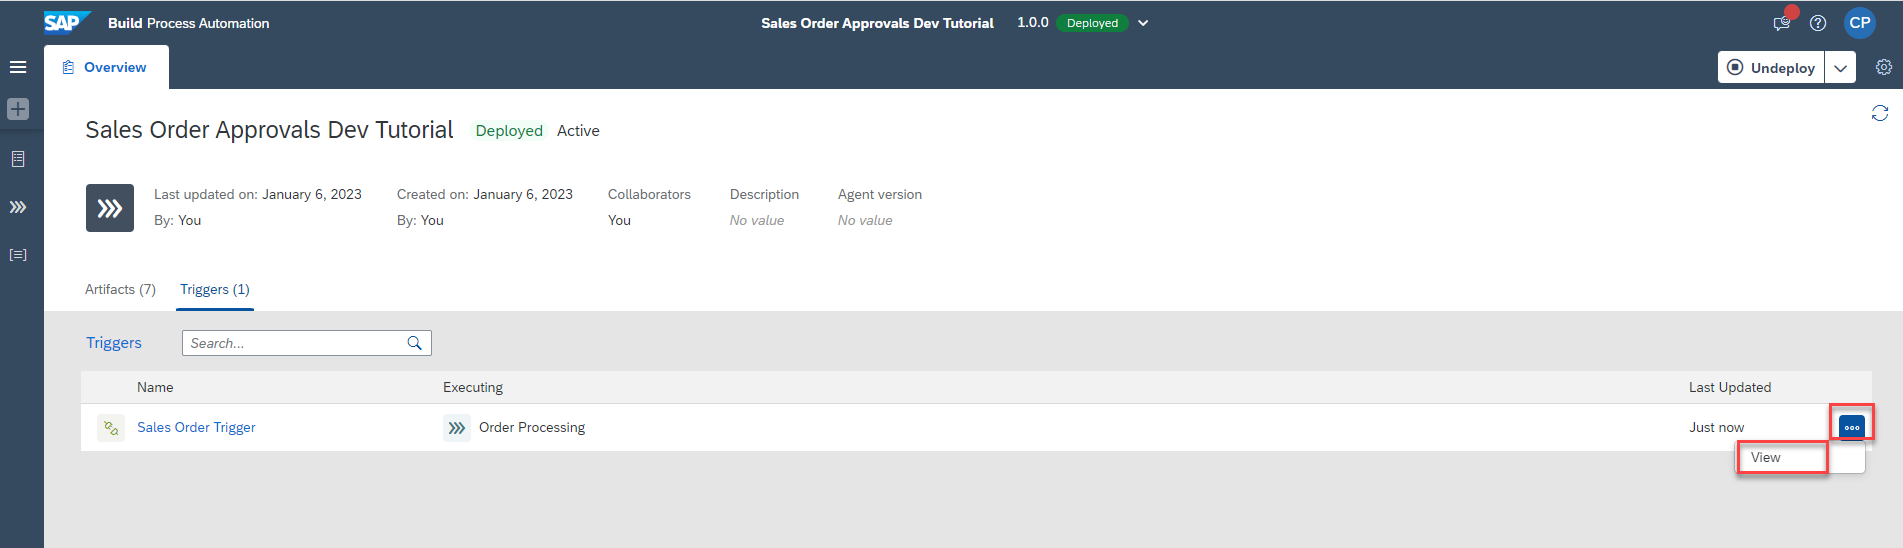 SAP Build Process Automation
Sales Order Approvals Dev Tutorial 1.0.0 Deployed
CP
Overview
Undeploy
Sales Order Approvals Dev Tutorial Deployed Active
Last updated on: January 6, 2023 Created on: January 6, 2023 Collaborators Description Agent version
By: You By: You You No value No value
Artifacts (7) Triggers (1)
Triggers Search...
Name Executing Last Updated
Sales Order Trigger Order Processing Just now
View